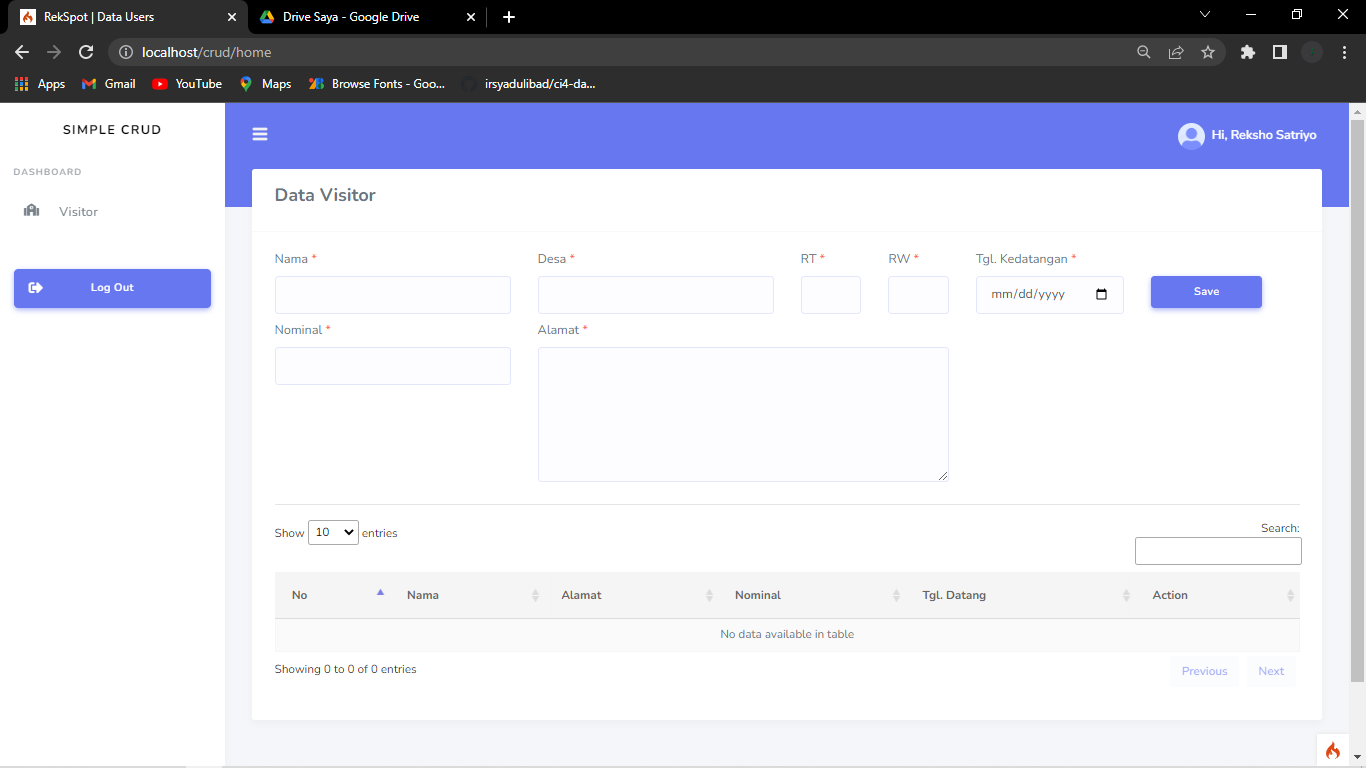 RekSpot | Data Users
Drive Saya - Google Drive
localhost/crud/home
Apps
Gmail
YouTube
Maps
Browse Fonts - Goo...
irsyadulibad/ci4-da...
SIMPLE CRUD
Hi, Reksho Satriyo
DASHBOARD
Visitor
Log Out
Data Visitor
Nama *
Desa *
RT *
RW *
Tgl. Kedatangan *
mm/dd/yyyy
Save
Nominal *
Alamat *
Show 10 entries
Search:
No
Nama
Alamat
Nominal
Tgl. Datang
Action
No data available in table
Showing 0 to 0 of 0 entries
Previous
Next